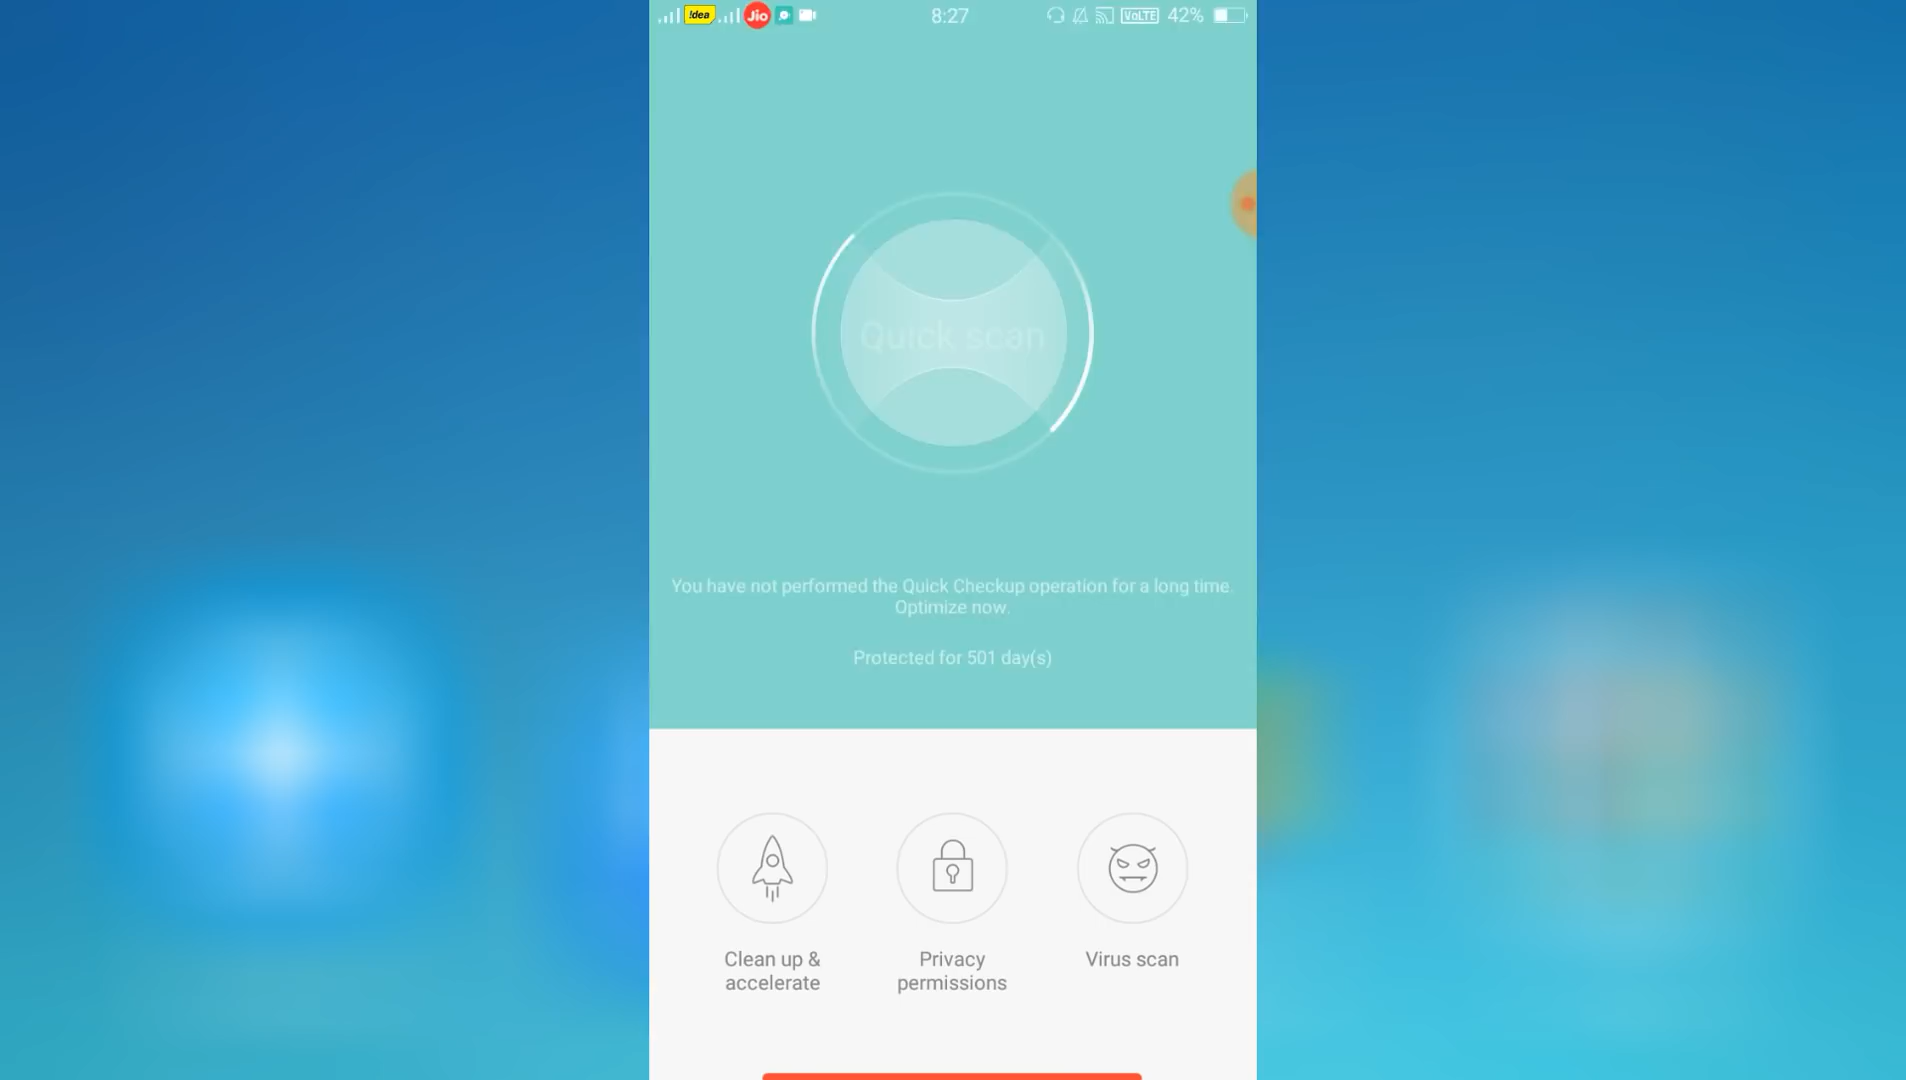 !dea
Jio
8:27
VoLTE
42%
Quick scan
You have not performed the Quick Checkup operation for a long time.
Optimize now.
Protected for 501 day(s)
Clean up &
accelerate
Privacy
permissions
Virus scan